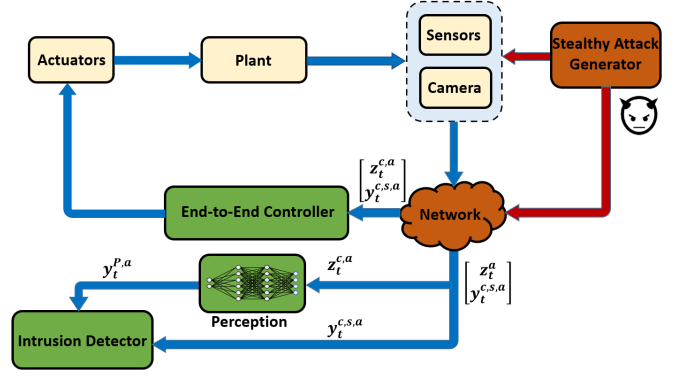 Sensors
Stealthy Attack
Generator
Actuators
Plant
Camera
[z_t^{c,a}
y_t^{c,s,a}]
End-to-End Controller
Network
y_t^{P,a}
z_t^{c,a}
[z_t^a
y_t^{c,s,a}]
Perception
y_t^{c,s,a}
Intrusion Detector